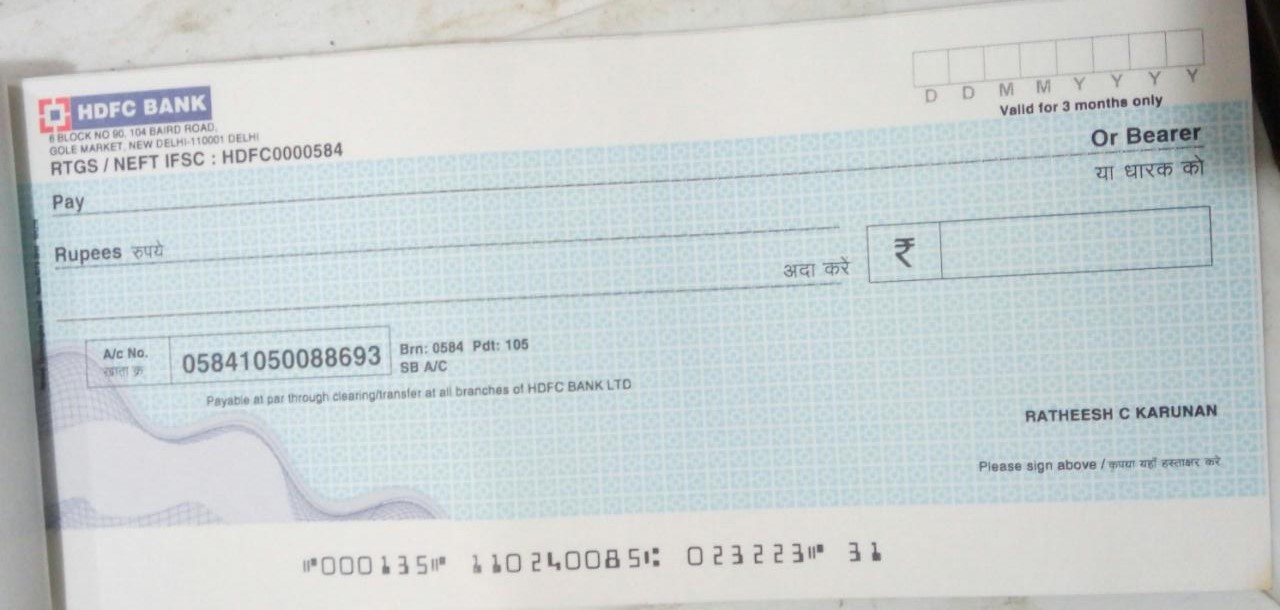 HDFC BANK
6 BLOCK NO 90, 104 BAIRD ROAD,
GOLE MARKET, NEW DELHI-110001 DELHI
RTGS / NEFT IFSC : HDFC0000584
D D M M Y Y Y Y
Valid for 3 months only
Pay
Or Bearer
या धारक को
Rupees रुपये
अदा करे
₹
A/c No.
खाता क्र
05841050088693
Brn: 0584 Pdt: 105
SB A/C
Payable at par through clearing/transfer at all branches of HDFC BANK LTD
RATHEESH C KARUNAN
Please sign above / कृपया यहाँ हस्ताक्षर करे
⑈000135⑈ 110240085⑆ 023223⑈ 31